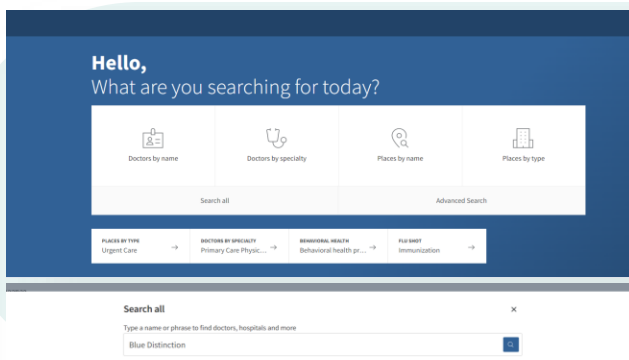 Hello,
What are you searching for today?
Doctors by name
Doctors by specialty
Places by name
Places by type
Search all
Advanced Search
PLACES BY TYPE
Urgent Care
DOCTORS BY SPECIALTY
Primary Care Physic...
BEHAVIORAL HEALTH
Behavioral health pr...
FLU SHOT
Immunization
Search all
Type a name or phrase to find doctors, hospitals and more
Blue Distinction